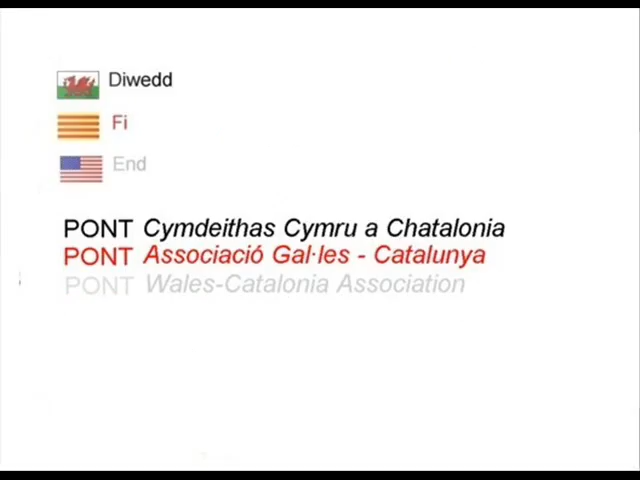 Diwedd
Fi
End
PONT Cymdeithas Cymru a Chatalonia
PONT Associació Gal·les - Catalunya
PONT Wales-Catalonia Association